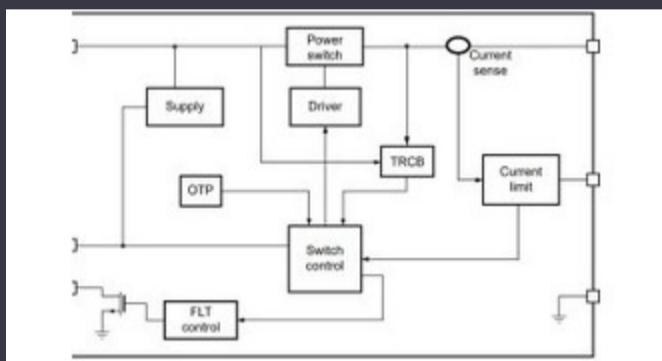 Power
switch
Current
sense
Supply
Driver
TRCB
Current
limit
OTP
Switch
control
FLT
control